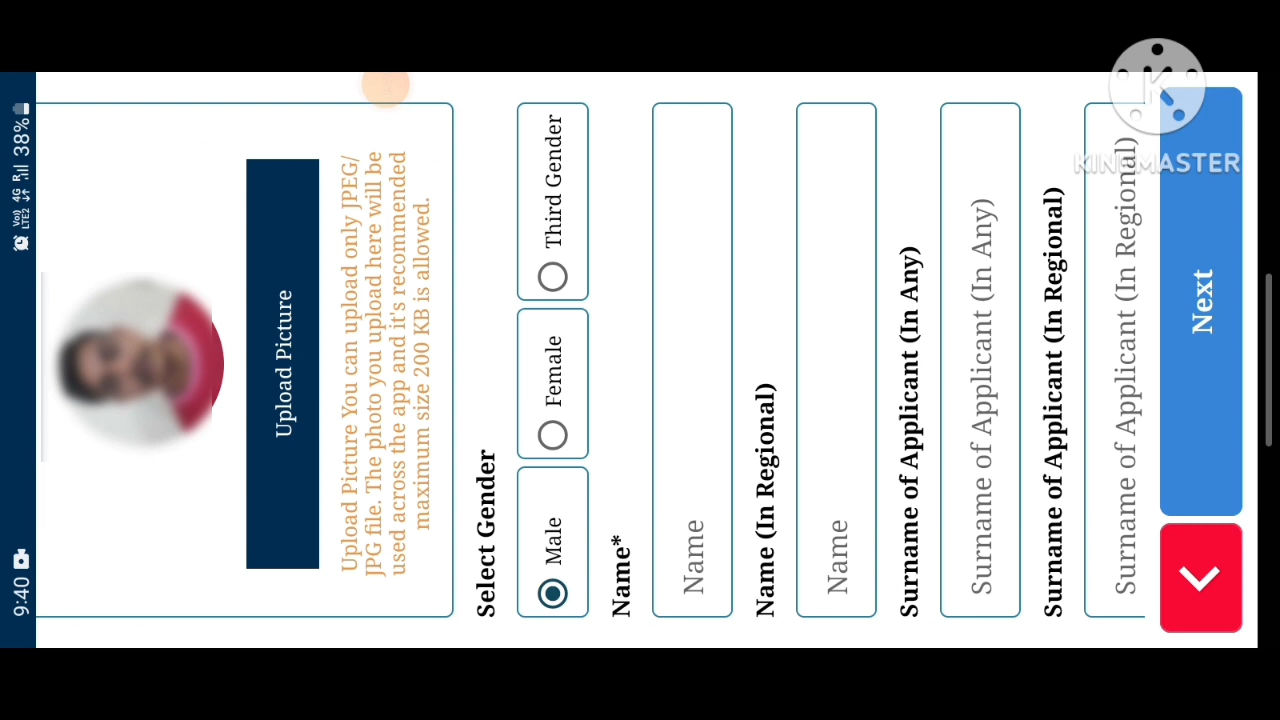 9:40
Vo)) 4G R
LTE2 38%
Upload Picture
Upload Picture You can upload only JPEG/
JPG file. The photo you upload here will be
used across the app and it's recommended
maximum size 200 KB is allowed.
Select Gender
Male
Female
Third Gender
Name*
Name
Name (In Regional)
Name
Surname of Applicant (In Any)
Surname of Applicant (In Any)
Surname of Applicant (In Regional)
Surname of Applicant (In Regional)
Next
K
KINEMASTER